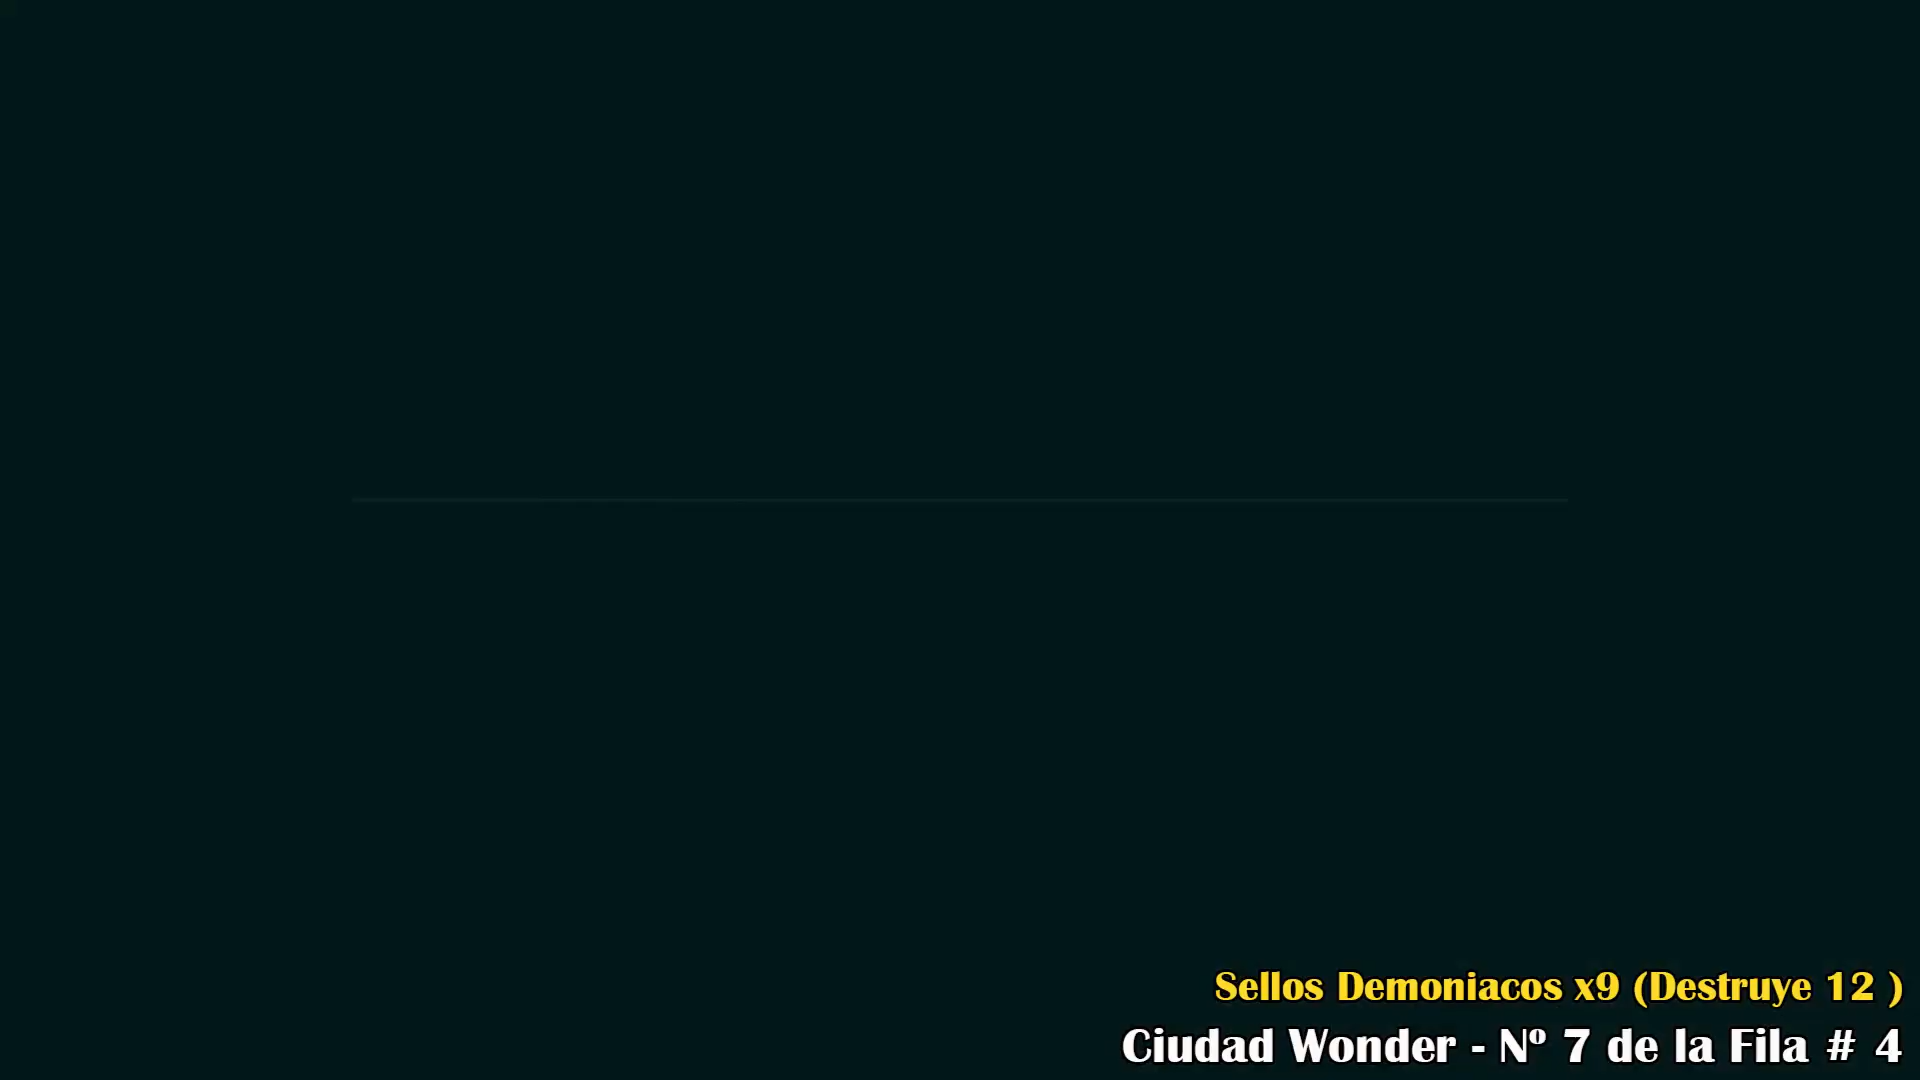 Sellos Demoniacos x9 (Destruye 12 )
Ciudad Wonder - Nº 7 de la Fila # 4